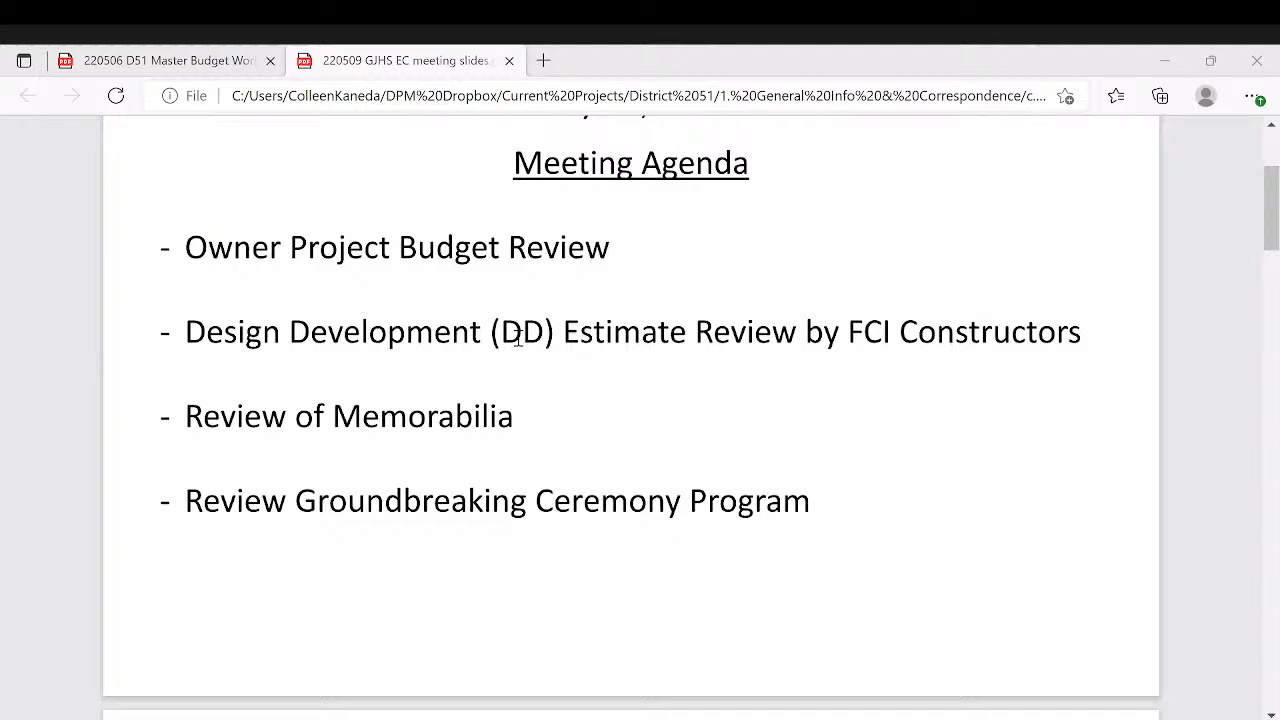 220506 D51 Master Budget Wor
220509 GJHS EC meeting slides
File
C:/Users/ColleenKaneda/DPM%20Dropbox/Current%20Projects/District%2051/1.%20General%20Info%20&%20Correspondence/c....
Meeting Agenda
- Owner Project Budget Review
- Design Development (DD) Estimate Review by FCI Constructors
- Review of Memorabilia
- Review Groundbreaking Ceremony Program